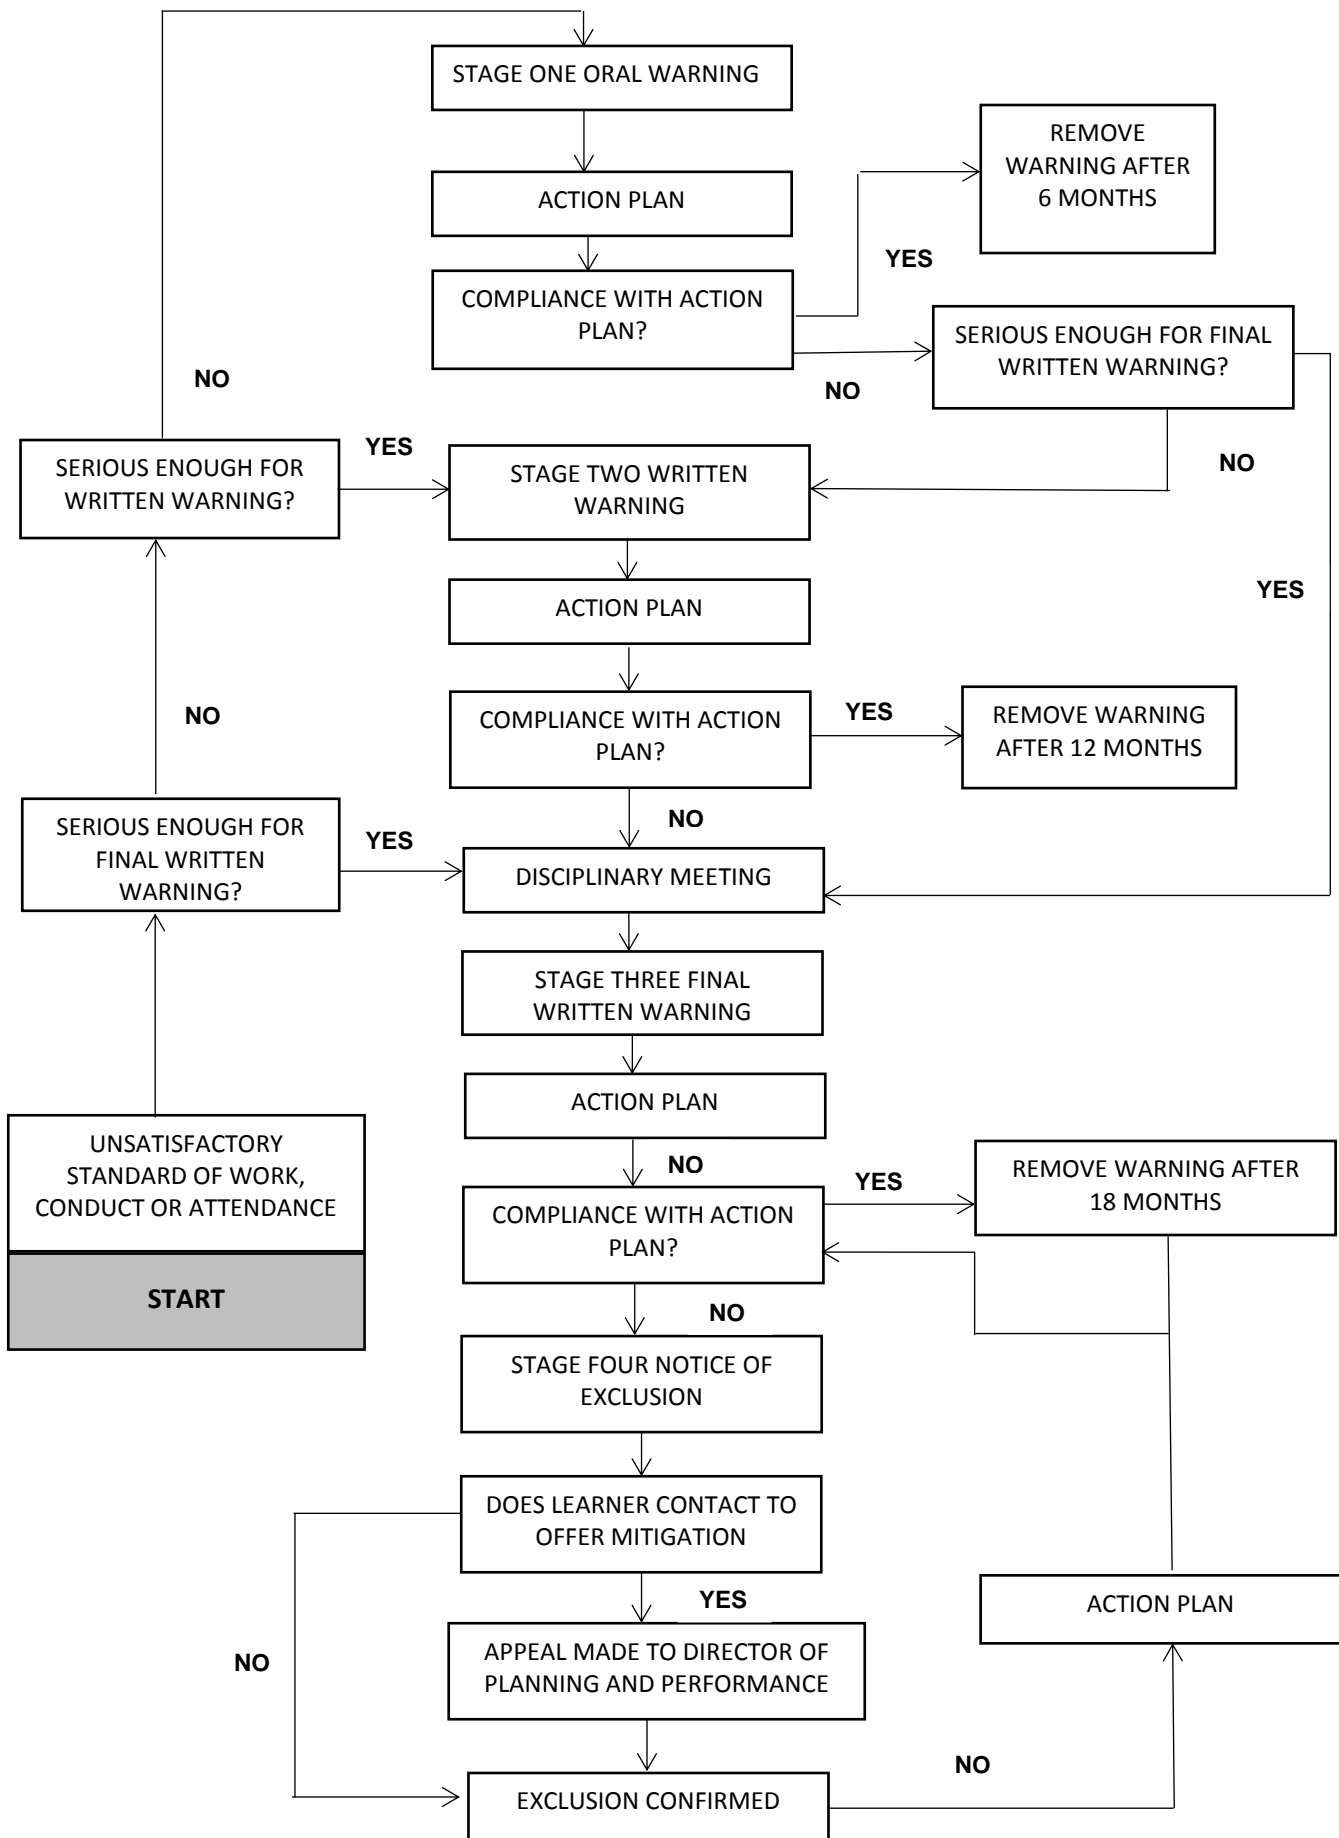 STAGE ONE ORAL WARNING
REMOVE
WARNING AFTER
6 MONTHS
ACTION PLAN
YES
COMPLIANCE WITH ACTION
PLAN?
SERIOUS ENOUGH FOR FINAL
WRITTEN WARNING?
NO
NO
YES
SERIOUS ENOUGH FOR
WRITTEN WARNING?
STAGE TWO WRITTEN
WARNING
NO
YES
ACTION PLAN
NO
COMPLIANCE WITH ACTION
PLAN?
YES
REMOVE WARNING
AFTER 12 MONTHS
NO
SERIOUS ENOUGH FOR
FINAL WRITTEN
WARNING?
YES
DISCIPLINARY MEETING
STAGE THREE FINAL
WRITTEN WARNING
ACTION PLAN
UNSATISFACTORY
STANDARD OF WORK,
CONDUCT OR ATTENDANCE
START
NO
COMPLIANCE WITH ACTION
PLAN?
YES
REMOVE WARNING AFTER
18 MONTHS
NO
STAGE FOUR NOTICE OF
EXCLUSION
DOES LEARNER CONTACT TO
OFFER MITIGATION
YES
ACTION PLAN
NO
APPEAL MADE TO DIRECTOR OF
PLANNING AND PERFORMANCE
NO
EXCLUSION CONFIRMED